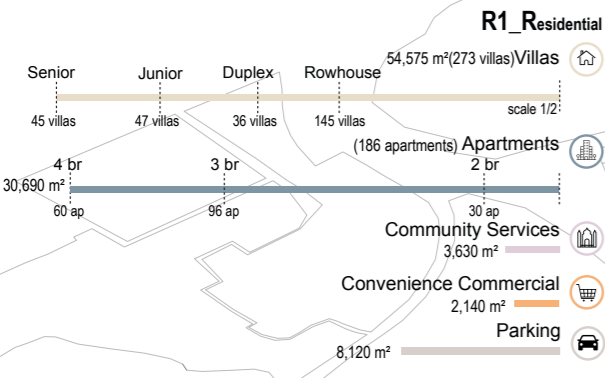 R1_Residential
54,575 m²(273 villas)Villas
Senior Junior Duplex Rowhouse
45 villas 47 villas 36 villas 145 villas scale 1/2
(186 apartments) Apartments
4 br 3 br 2 br
30,690 m²
60 ap 96 ap 30 ap
Community Services
3,630 m²
Convenience Commercial
2,140 m²
Parking
8,120 m²